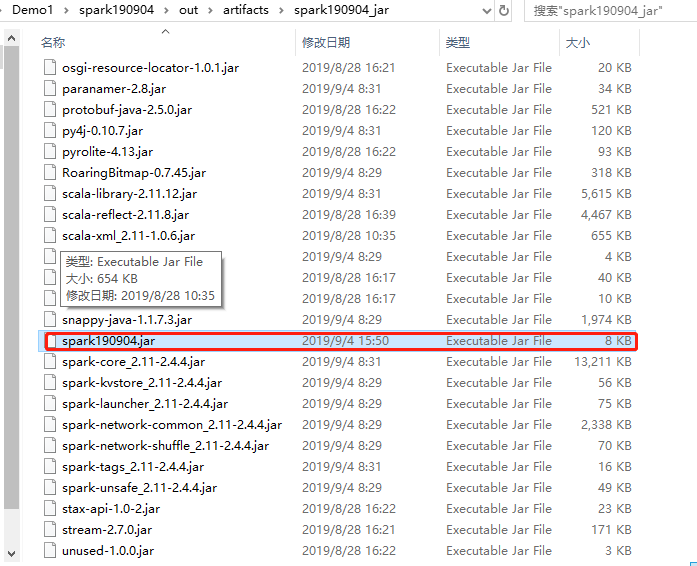 Demo1 > spark190904 > out > artifacts > spark190904_jar
搜索"spark190904_jar"
名称 修改日期 类型 大小
osgi-resource-locator-1.0.1.jar 2019/8/28 16:21 Executable Jar File 20 KB
paranamer-2.8.jar 2019/9/4 8:31 Executable Jar File 34 KB
protobuf-java-2.5.0.jar 2019/8/28 16:22 Executable Jar File 521 KB
py4j-0.10.7.jar 2019/9/4 8:31 Executable Jar File 120 KB
pyrolite-4.13.jar 2019/8/28 16:22 Executable Jar File 93 KB
RoaringBitmap-0.7.45.jar 2019/9/4 8:29 Executable Jar File 318 KB
scala-library-2.11.12.jar 2019/9/4 8:31 Executable Jar File 5,615 KB
scala-reflect-2.11.8.jar 2019/8/28 16:39 Executable Jar File 4,467 KB
scala-xml_2.11-1.0.6.jar 2019/8/28 10:35 Executable Jar File 655 KB
2019/9/4 8:29 Executable Jar File 4 KB
类型: Executable Jar File
大小: 654 KB
修改日期: 2019/8/28 10:35
2019/8/28 16:17 Executable Jar File 40 KB
2019/8/28 16:17 Executable Jar File 10 KB
snappy-java-1.1.7.3.jar 2019/9/4 8:29 Executable Jar File 1,974 KB
spark190904.jar 2019/9/4 15:50 Executable Jar File 8 KB
spark-core_2.11-2.4.4.jar 2019/9/4 8:31 Executable Jar File 13,211 KB
spark-kvstore_2.11-2.4.4.jar 2019/9/4 8:29 Executable Jar File 56 KB
spark-launcher_2.11-2.4.4.jar 2019/9/4 8:29 Executable Jar File 75 KB
spark-network-common_2.11-2.4.4.jar 2019/9/4 8:29 Executable Jar File 2,338 KB
spark-network-shuffle_2.11-2.4.4.jar 2019/9/4 8:29 Executable Jar File 70 KB
spark-tags_2.11-2.4.4.jar 2019/9/4 8:31 Executable Jar File 16 KB
spark-unsafe_2.11-2.4.4.jar 2019/9/4 8:29 Executable Jar File 49 KB
stax-api-1.0-2.jar 2019/8/28 16:22 Executable Jar File 23 KB
stream-2.7.0.jar 2019/8/28 16:21 Executable Jar File 171 KB
unused-1.0.0.jar 2019/8/28 16:22 Executable Jar File 3 KB